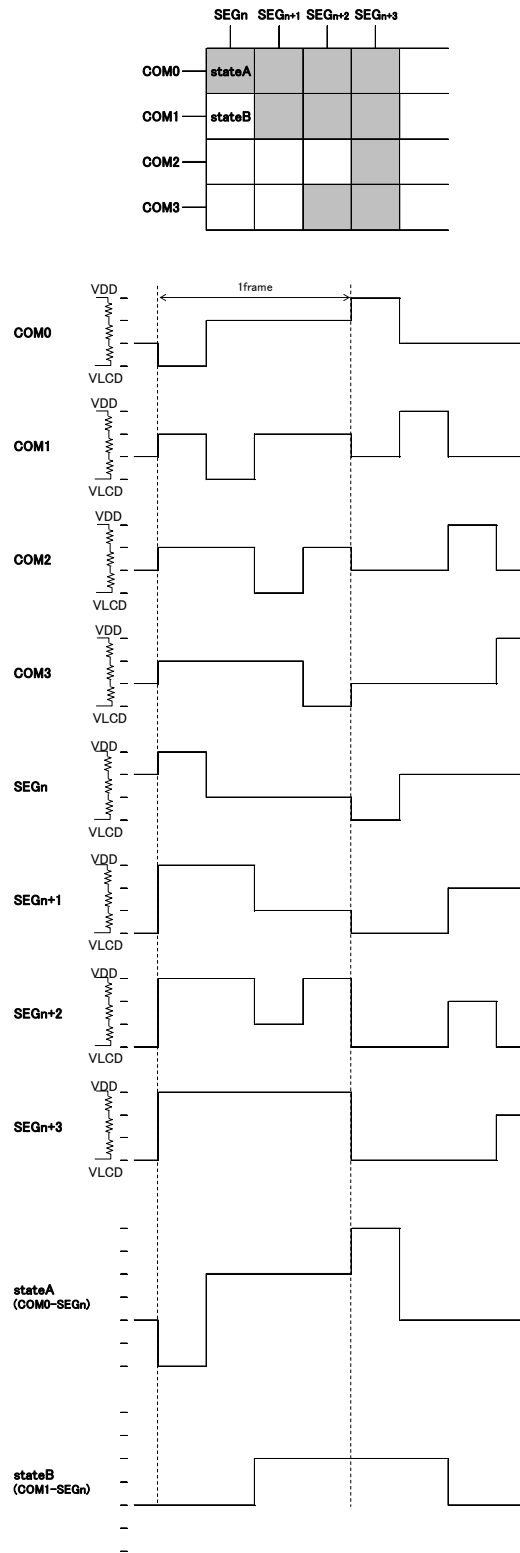 SEGn SEGn+1 SEGn+2 SEGn+3
COM0 stateA
COM1 stateB
COM2
COM3
1frame
VDD
COM0
VLCD
VDD
COM1
VLCD
VDD
COM2
VLCD
VDD
COM3
VLCD
VDD
SEGn
VLCD
VDD
SEGn+1
VLCD
VDD
SEGn+2
VLCD
VDD
SEGn+3
VLCD
stateA
(COM0-SEGn)
stateB
(COM1-SEGn)